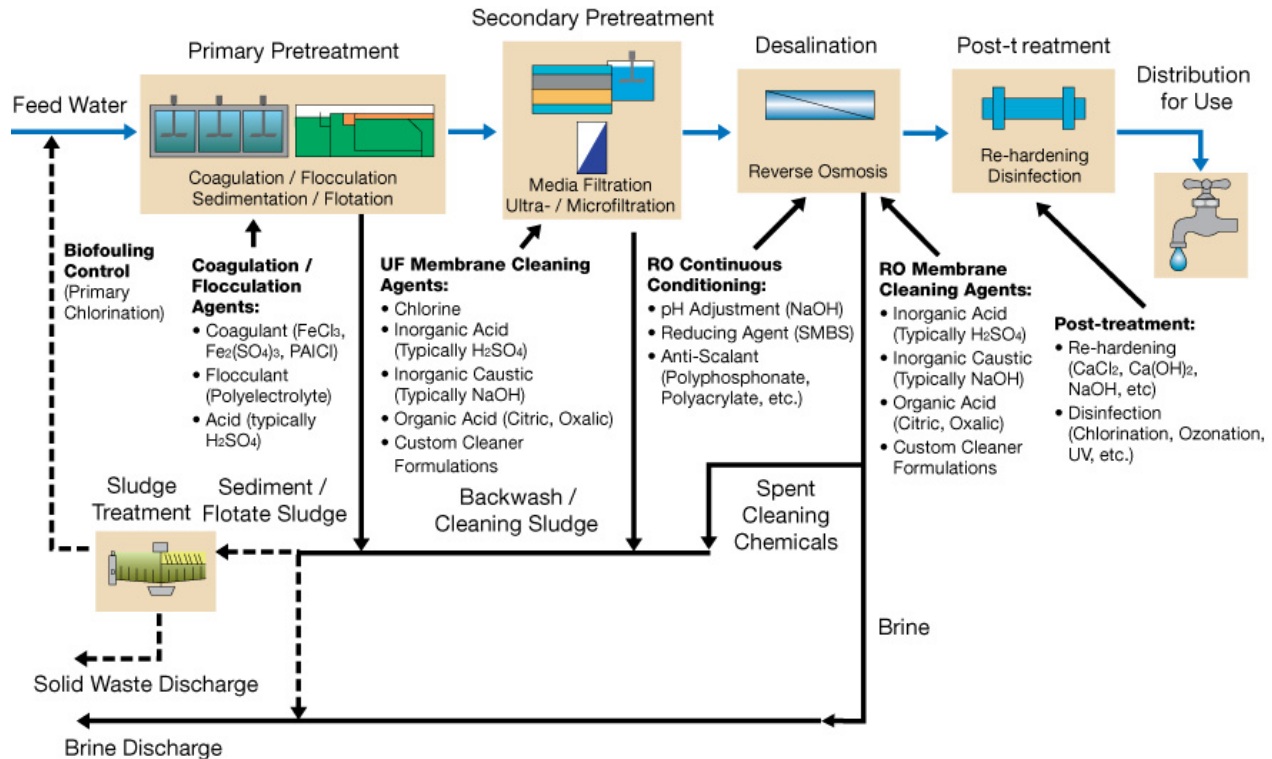 Primary Pretreatment
Secondary Pretreatment
Desalination
Post-t reatment
Distribution
for Use
Feed Water
Coagulation / Flocculation
Sedimentation / Flotation
Media Filtration
Ultra- / Microfiltration
Reverse Osmosis
Re-hardening
Disinfection
Biofouling
Control
(Primary
Chlorination)
Coagulation /
Flocculation
Agents:
• Coagulant (FeCl₃,
Fe₂(SO₄)₃, PAlCl)
• Flocculant
(Polyelectrolyte)
• Acid (typically
H₂SO₄)
UF Membrane Cleaning
Agents:
• Chlorine
• Inorganic Acid
(Typically H₂SO₄)
• Inorganic Caustic
(Typically NaOH)
• Organic Acid (Citric, Oxalic)
• Custom Cleaner
Formulations
RO Continuous
Conditioning:
• pH Adjustment (NaOH)
• Reducing Agent (SMBS)
• Anti-Scalant
(Polyphosphonate,
Polyacrylate, etc.)
RO Membrane
Cleaning Agents:
• Inorganic Acid
(Typically H₂SO₄)
• Inorganic Caustic
(Typically NaOH)
• Organic Acid
(Citric, Oxalic)
• Custom Cleaner
Formulations
Post-treatment:
• Re-hardening
(CaCl₂, Ca(OH)₂,
NaOH, etc)
• Disinfection
(Chlorination, Ozonation,
UV, etc.)
Sludge
Treatment
Sediment /
Flotate Sludge
Backwash /
Cleaning Sludge
Spent
Cleaning
Chemicals
Brine
Solid Waste Discharge
Brine Discharge